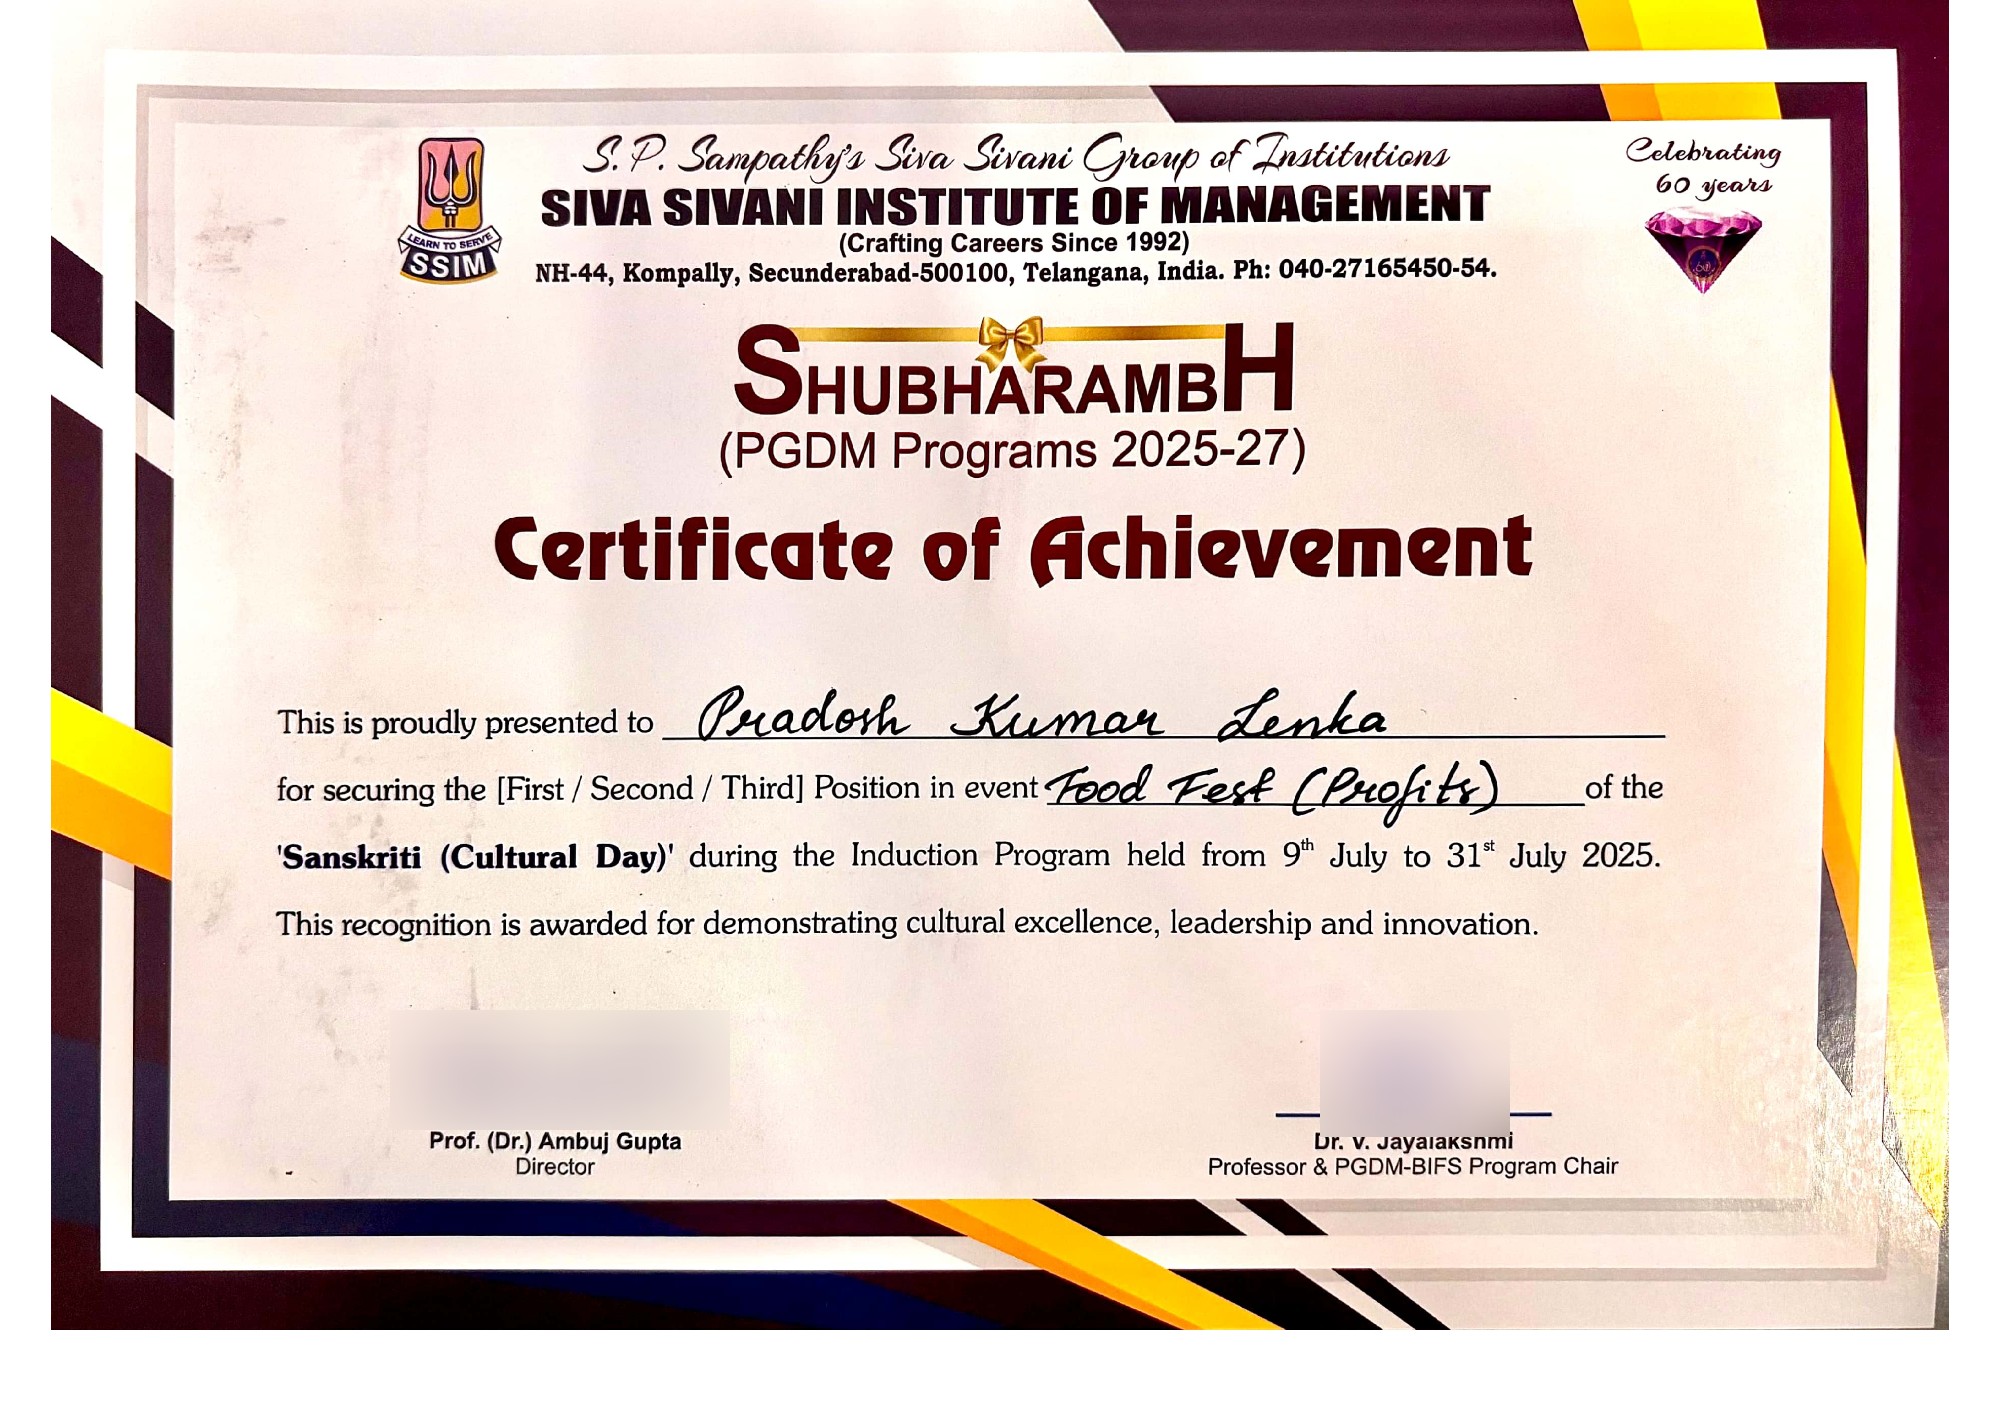 S. P. Sampathy's Siva Sivani Group of Institutions
SIVA SIVANI INSTITUTE OF MANAGEMENT
(Crafting Careers Since 1992)
NH-44, Kompally, Secunderabad-500100, Telangana, India. Ph: 040-27165450-54.
LEARN TO SERVE
SSIM
Celebrating
60 years
SHUBHARAMBH
(PGDM Programs 2025-27)
Certificate of Achievement
This is proudly presented to Pradosh Kumar Lenka
for securing the [First / Second / Third] Position in event Food Fest (Profits) of the
'Sanskriti (Cultural Day)' during the Induction Program held from 9th July to 31st July 2025.
This recognition is awarded for demonstrating cultural excellence, leadership and innovation.
Prof. (Dr.) Ambuj Gupta
Director
Dr. V. Jayalakshmi
Professor & PGDM-BIFS Program Chair